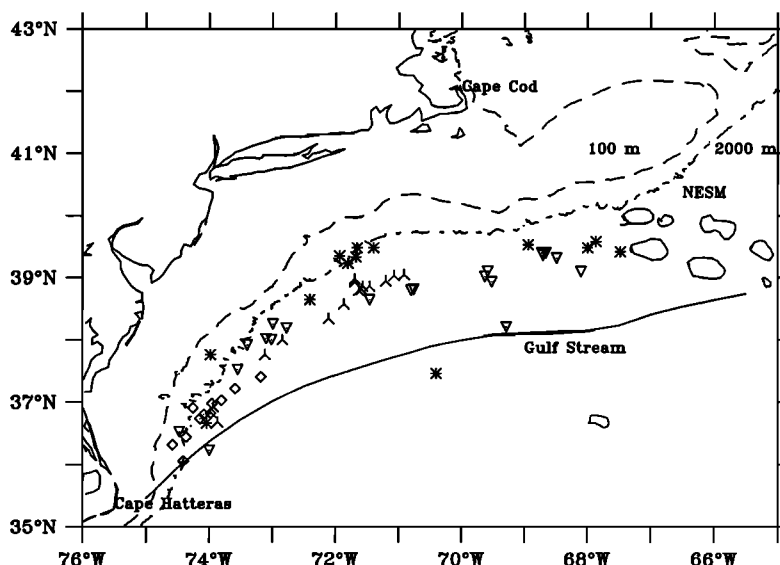 43°N
Cape Cod
41°N
100 m
2000 m
NESM
39°N
Gulf Stream
37°N
Cape Hatteras
35°N
76°W 74°W 72°W 70°W 68°W 66°W